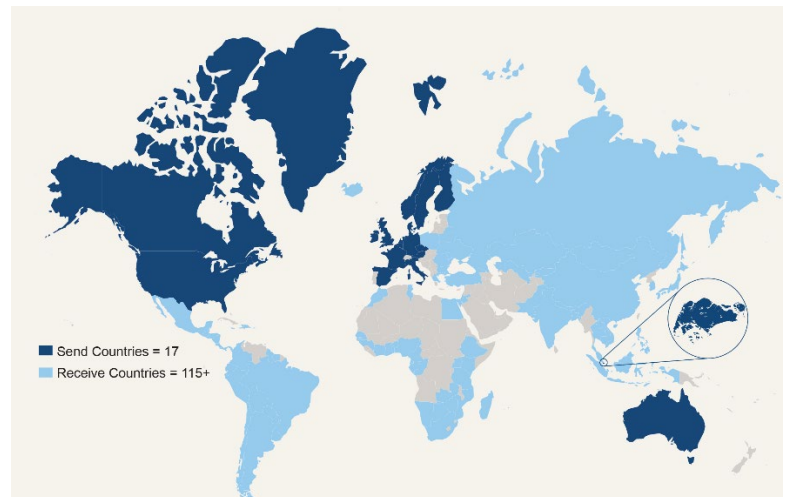 Send Countries = 17
Receive Countries = 115+